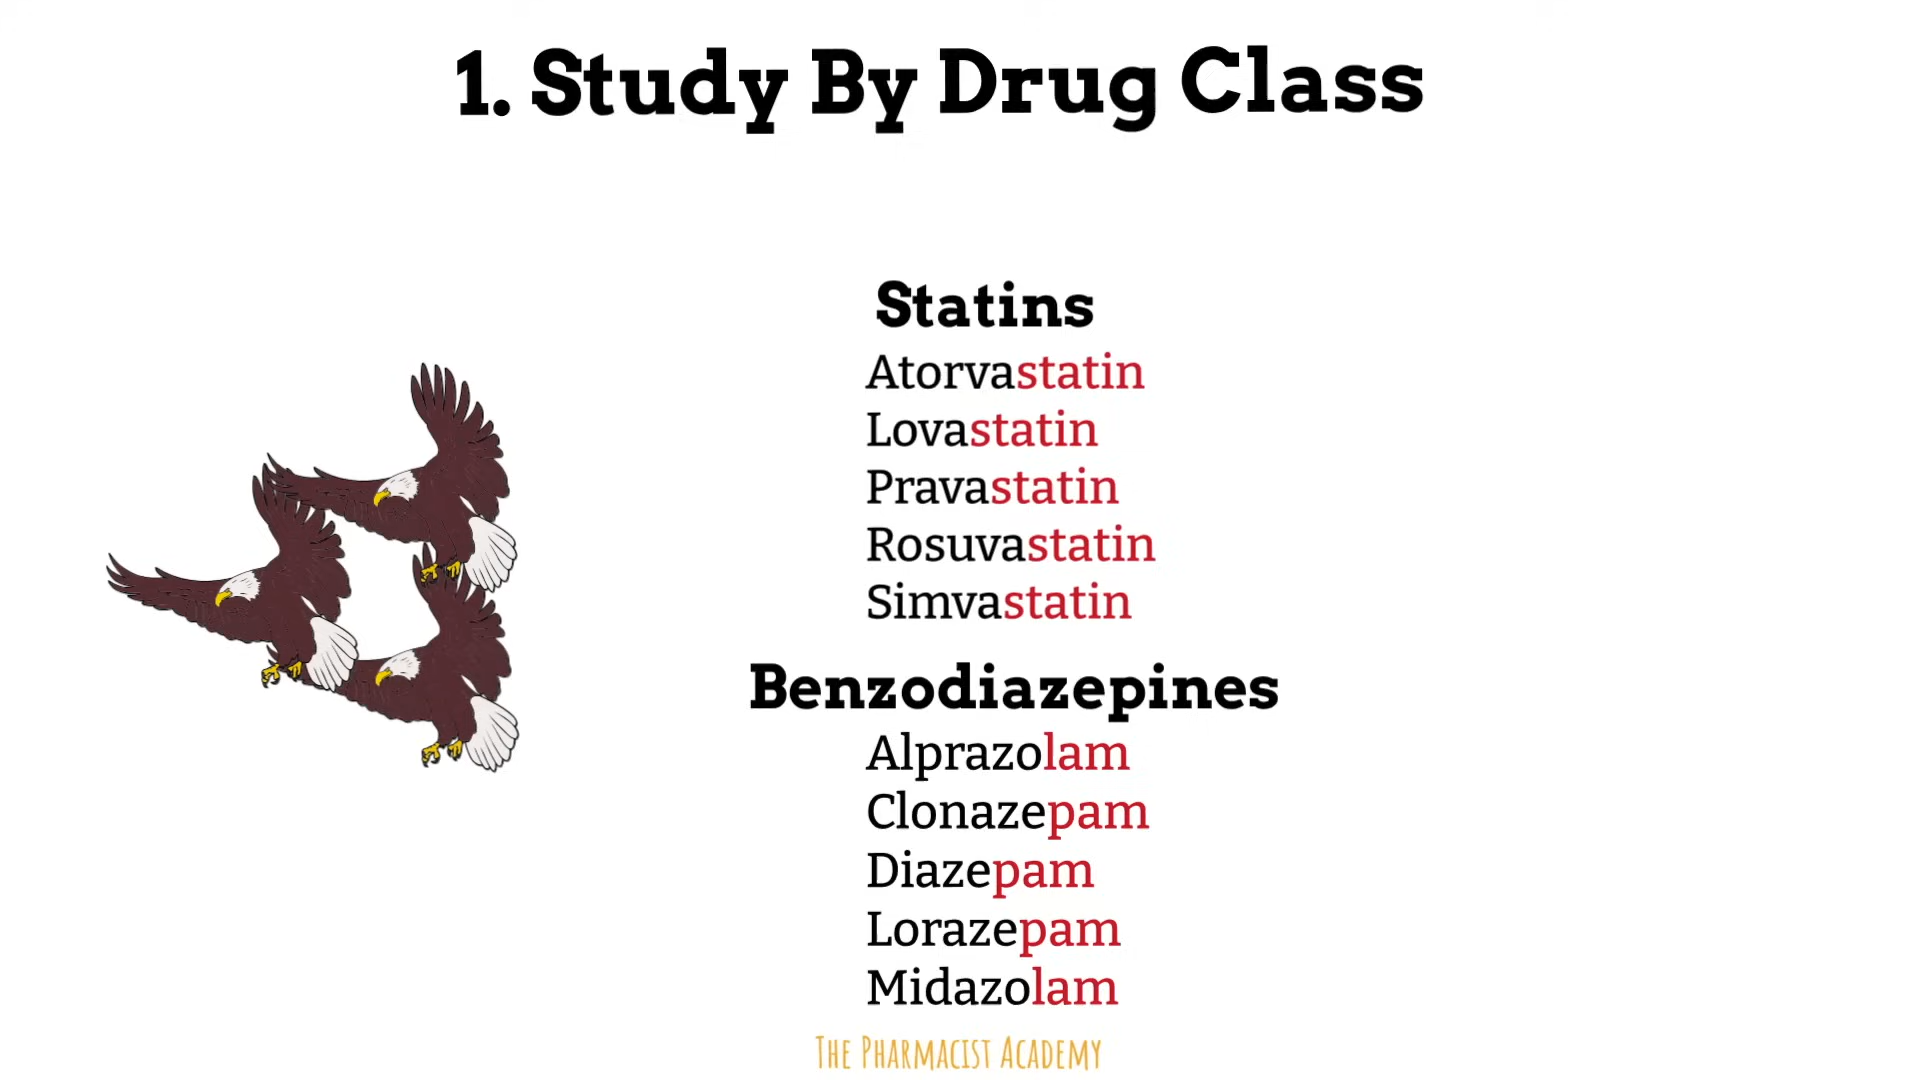 1. Study By Drug Class
Statins
Atorvastatin
Lovastatin
Pravastatin
Rosuvastatin
Simvastatin
Benzodiazepines
Alprazolam
Clonazepam
Diazepam
Lorazepam
Midazolam
The Pharmacist Academy